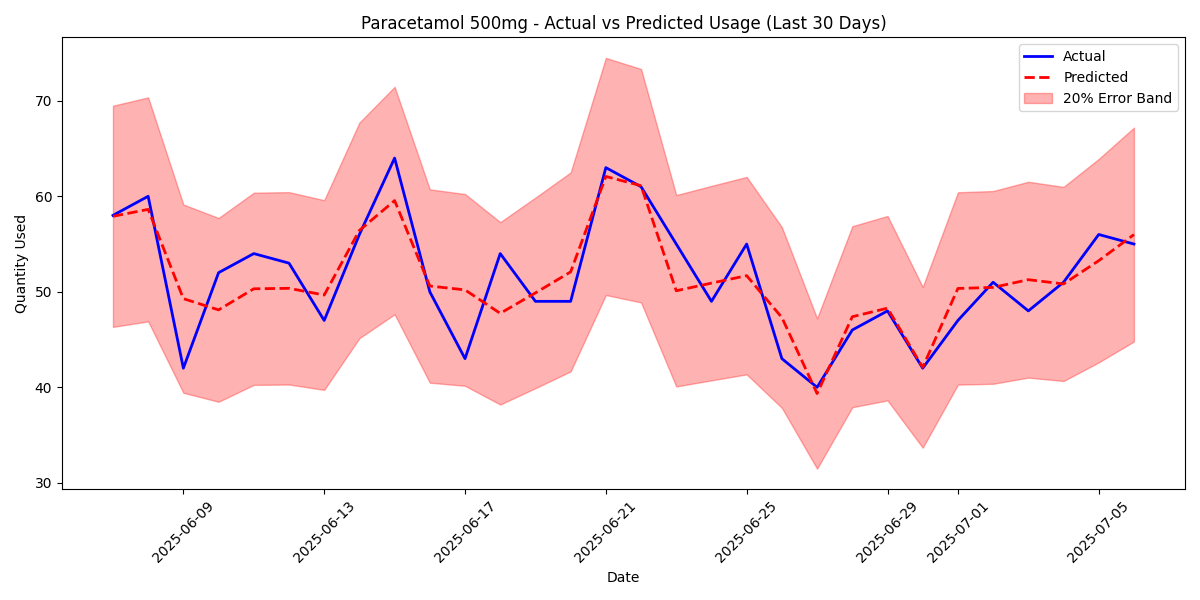 Paracetamol 500mg - Actual vs Predicted Usage (Last 30 Days)
Actual
Predicted
20% Error Band
Quantity Used
70
60
50
40
30
2025-06-09
2025-06-13
2025-06-17
2025-06-21
2025-06-25
2025-06-29
2025-07-01
2025-07-05
Date